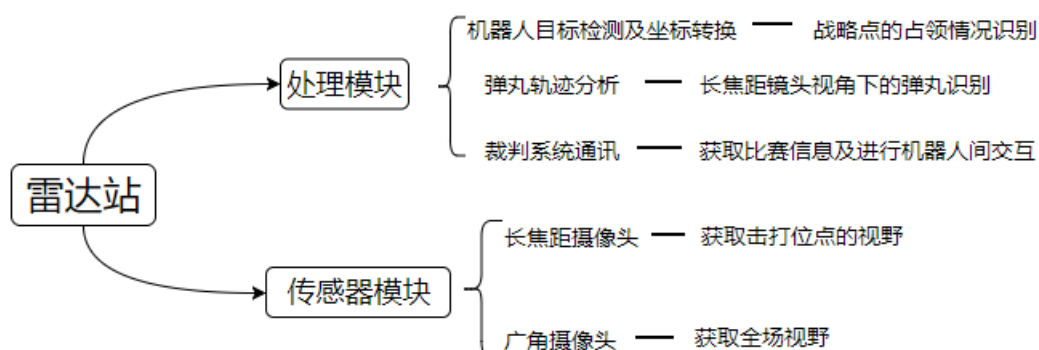 雷达站
处理模块
机器人目标检测及坐标转换 战略点的占领情况识别
弹丸轨迹分析 长焦距镜头视角下的弹丸识别
裁判系统通讯 获取比赛信息及进行机器人间交互
传感器模块
长焦距摄像头 获取击打位点的视野
广角摄像头 获取全场视野